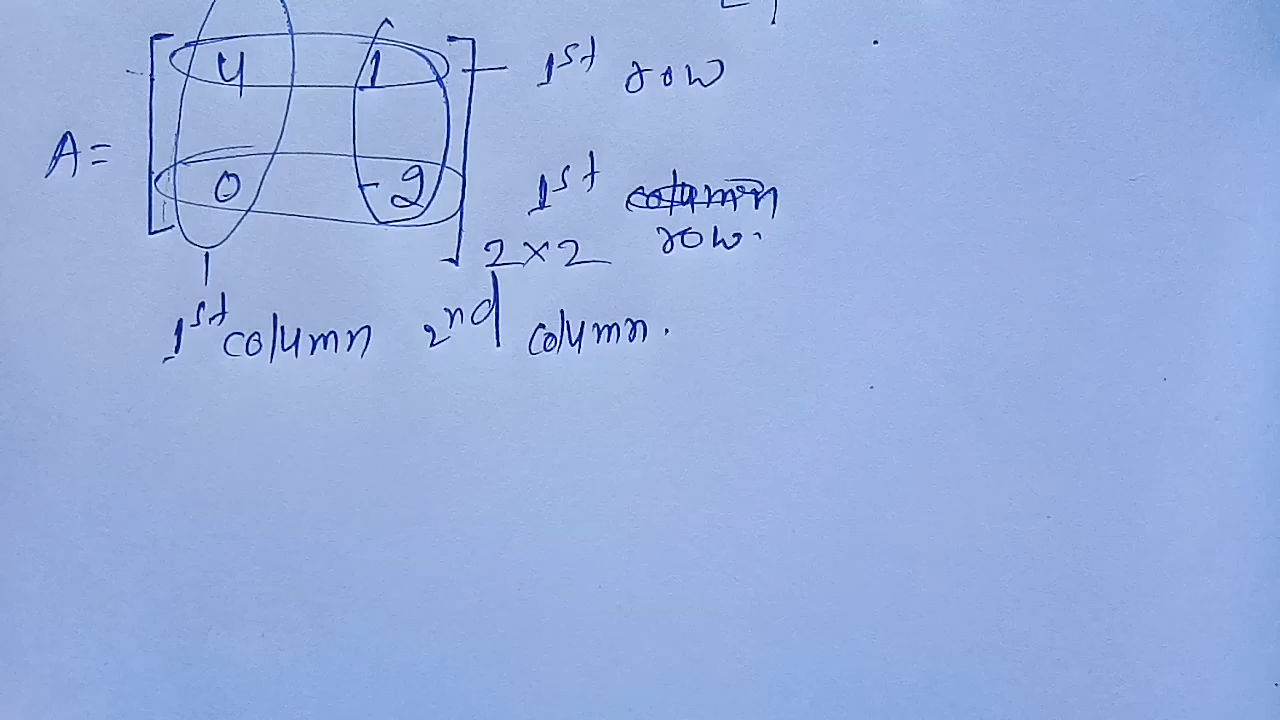 4 1 1st row
A =
0 -2 1st column
2×2 row.
1st column 2nd column.